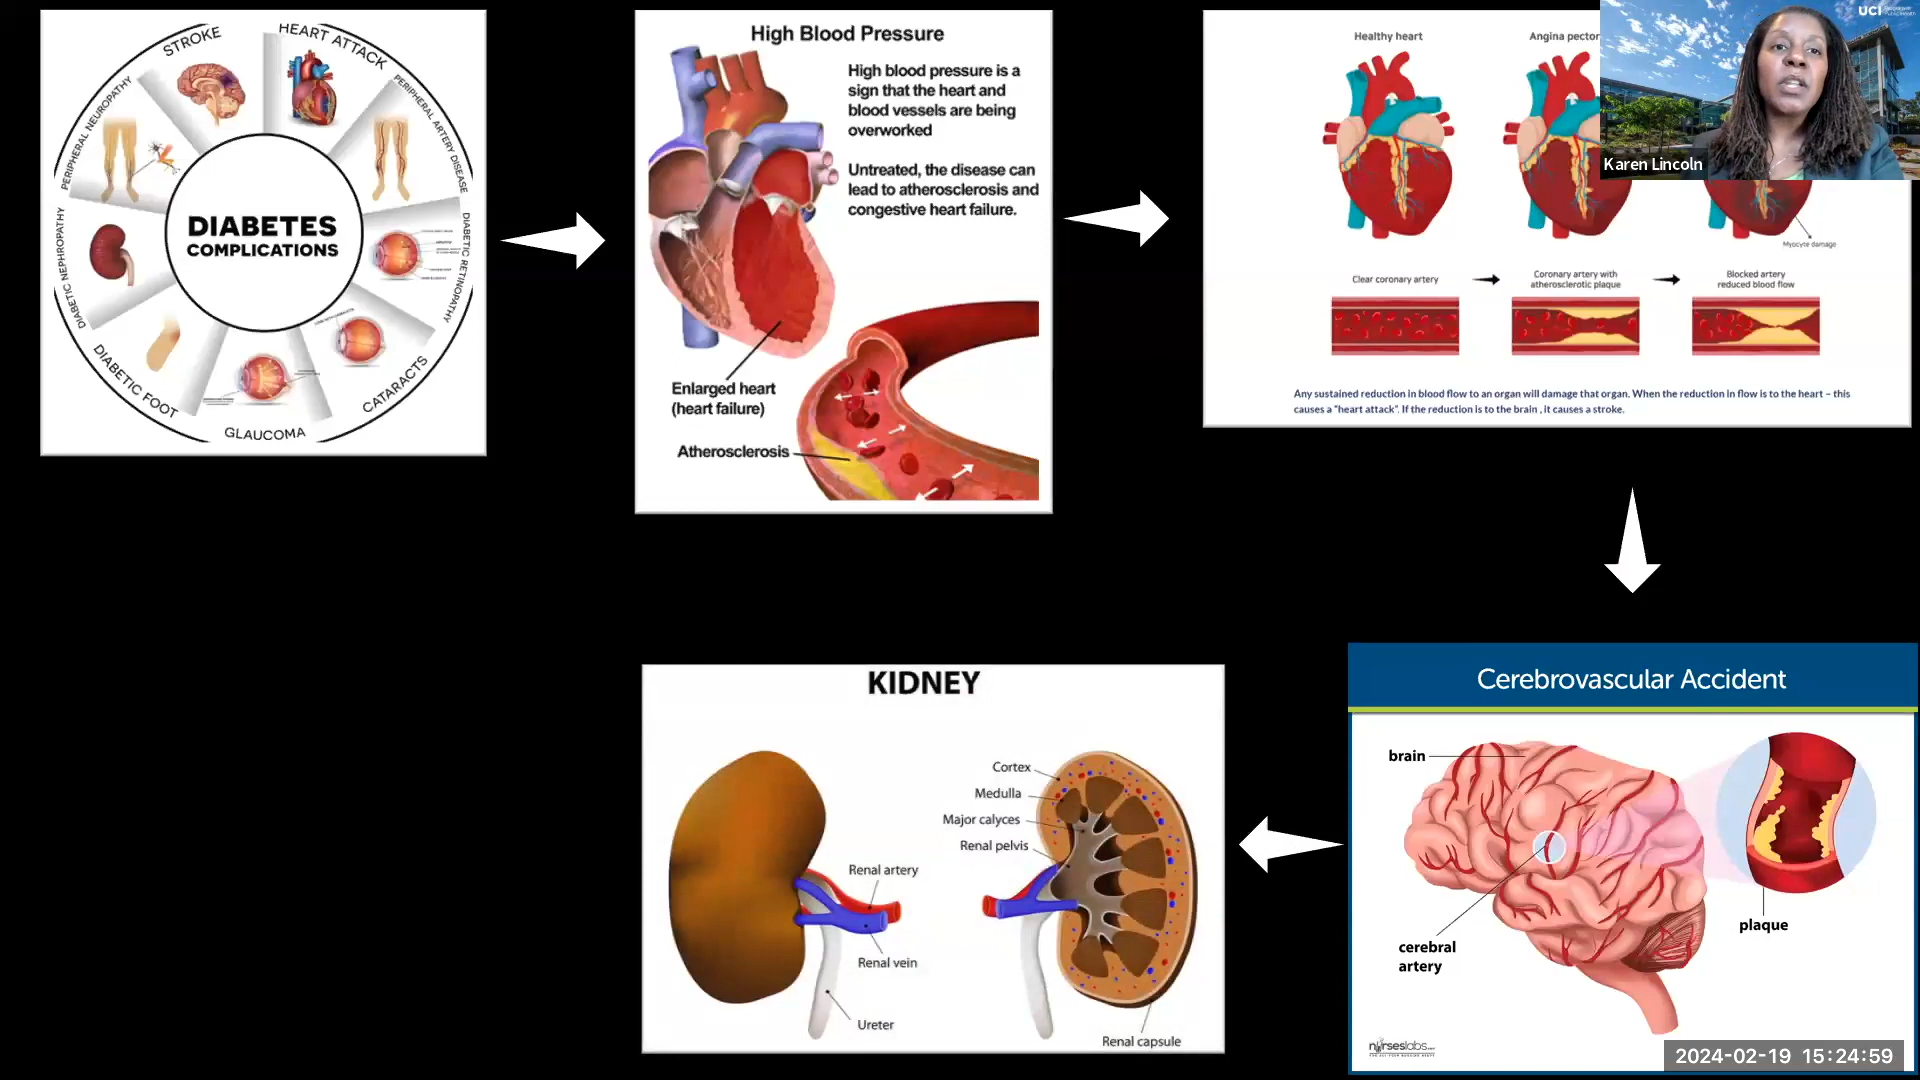 STROKE
HEART ATTACK
PERIPHERAL ARTERY DISEASE
DIABETIC RETINOPATHY
CATARACTS
GLAUCOMA
DIABETIC FOOT
DIABETIC NEPHROPATHY
PERIPHERAL NEUROPATHY
DIABETES
COMPLICATIONS
High Blood Pressure
High blood pressure is a
sign that the heart and
blood vessels are being
overworked
Untreated, the disease can
lead to atherosclerosis and
congestive heart failure.
Enlarged heart
(heart failure)
Atherosclerosis
Healthy heart
Angina pector
Myocyte damage
Clear coronary artery
Coronary artery with
atherosclerotic plaque
Blocked artery
reduced blood flow
Any sustained reduction in blood flow to an organ will damage that organ. When the reduction in flow is to the heart – this
causes a "heart attack". If the reduction is to the brain , it causes a stroke.
UCI
Karen Lincoln
KIDNEY
Cortex
Medulla
Major calyces
Renal pelvis
Renal artery
Renal vein
Ureter
Renal capsule
Cerebrovascular Accident
brain
cerebral
artery
plaque
nurseslabs.com
2024-02-19 15:24:59